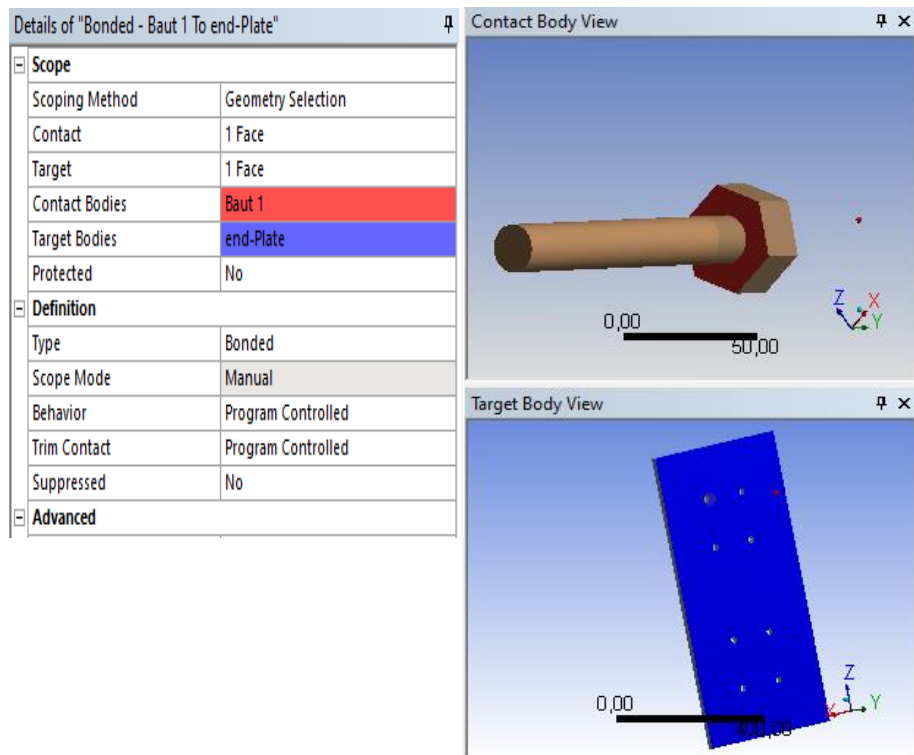 Details of "Bonded - Baut 1 To end-Plate"
Scope
Scoping Method Geometry Selection
Contact 1 Face
Target 1 Face
Contact Bodies Baut 1
Target Bodies end-Plate
Protected No
Definition
Type Bonded
Scope Mode Manual
Behavior Program Controlled
Trim Contact Program Controlled
Suppressed No
Advanced
Contact Body View
Z
X
Y
0,00
50,00
Target Body View
Z
Y
X
0,00
400,00